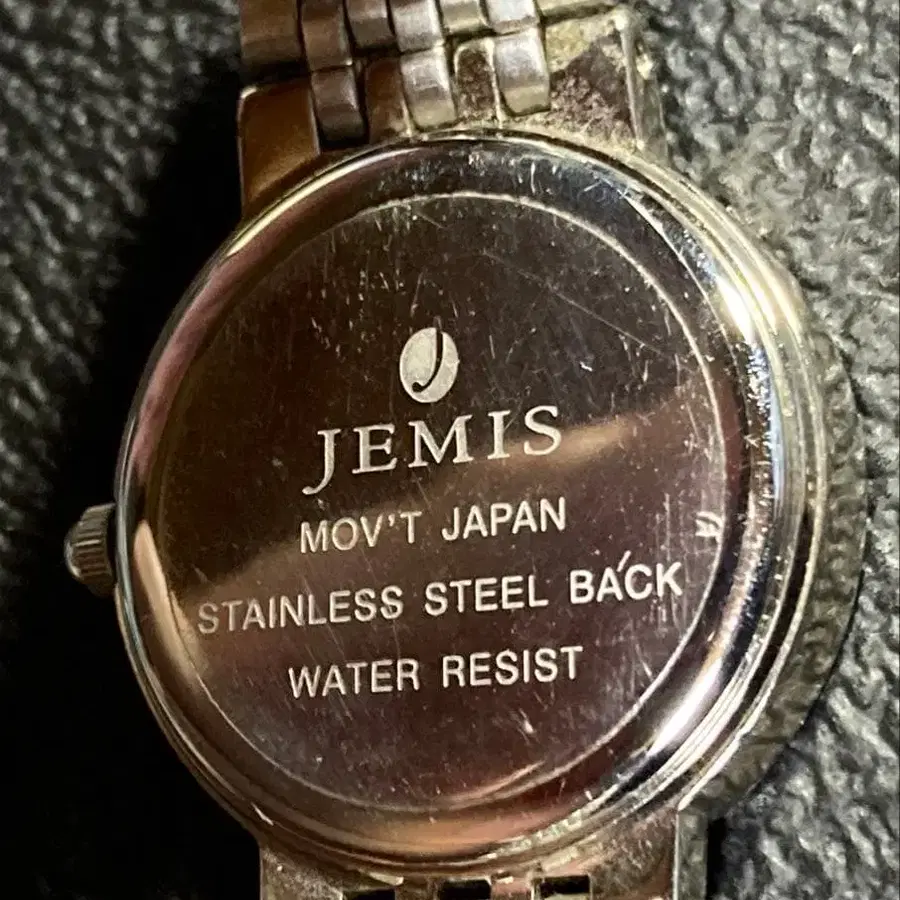 J
JEMIS
MOV'T JAPAN
STAINLESS STEEL BACK
WATER RESIST